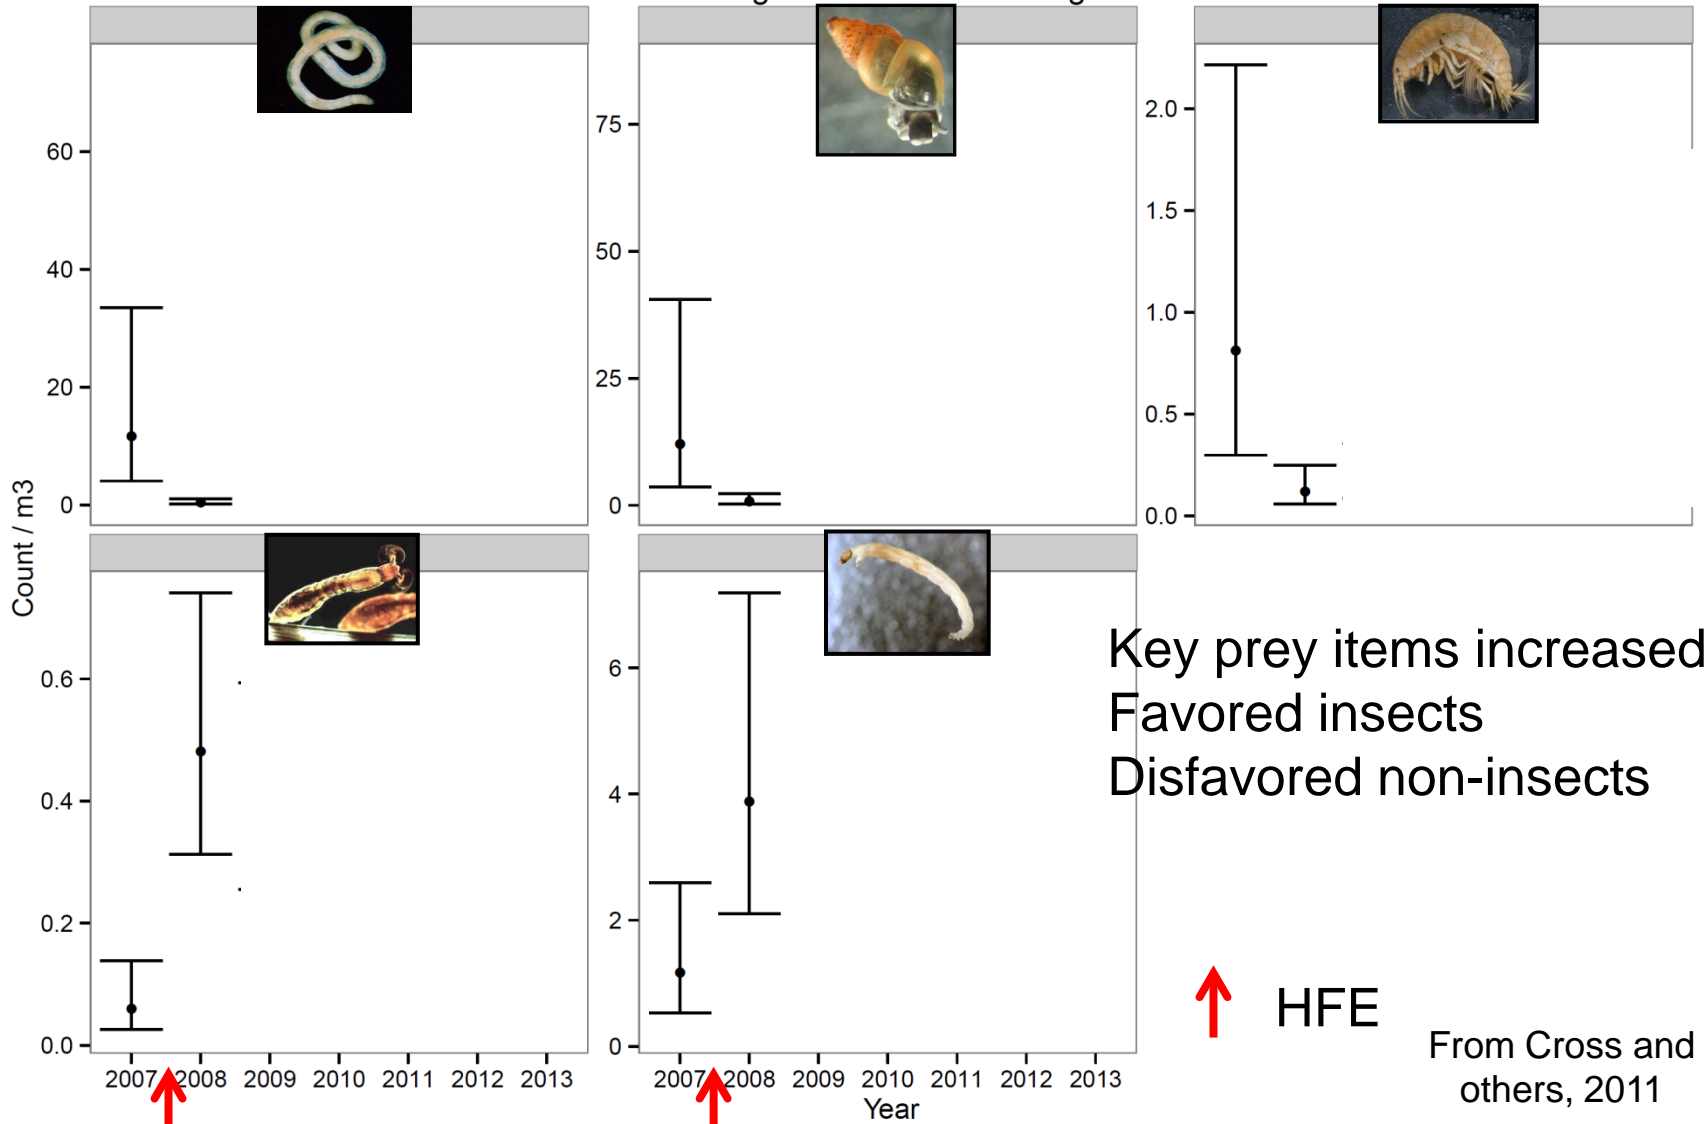 60
40
20
0
75
50
25
0
2.0
1.5
1.0
0.5
0.0
Count / m3
0.6
0.4
0.2
0.0
6
4
2
0
Key prey items increased
Favored insects
Disfavored non-insects
HFE
2007 2008 2009 2010 2011 2012 2013
2007 2008 2009 2010 2011 2012 2013
Year
From Cross and
others, 2011